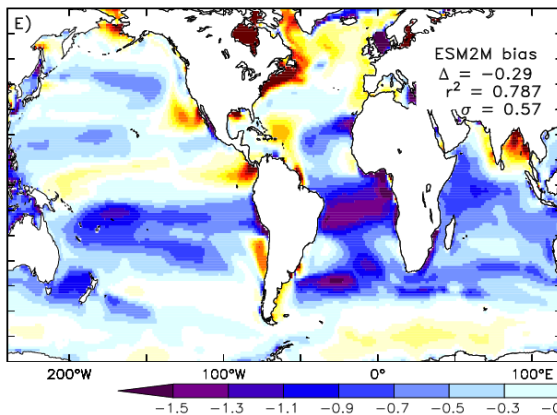 E)
ESM2M bias
Δ = −0.29
r² = 0.787
σ = 0.57
200°W 100°W 0° 100°E
−1.5 −1.3 −1.1 −0.9 −0.7 −0.5 −0.3